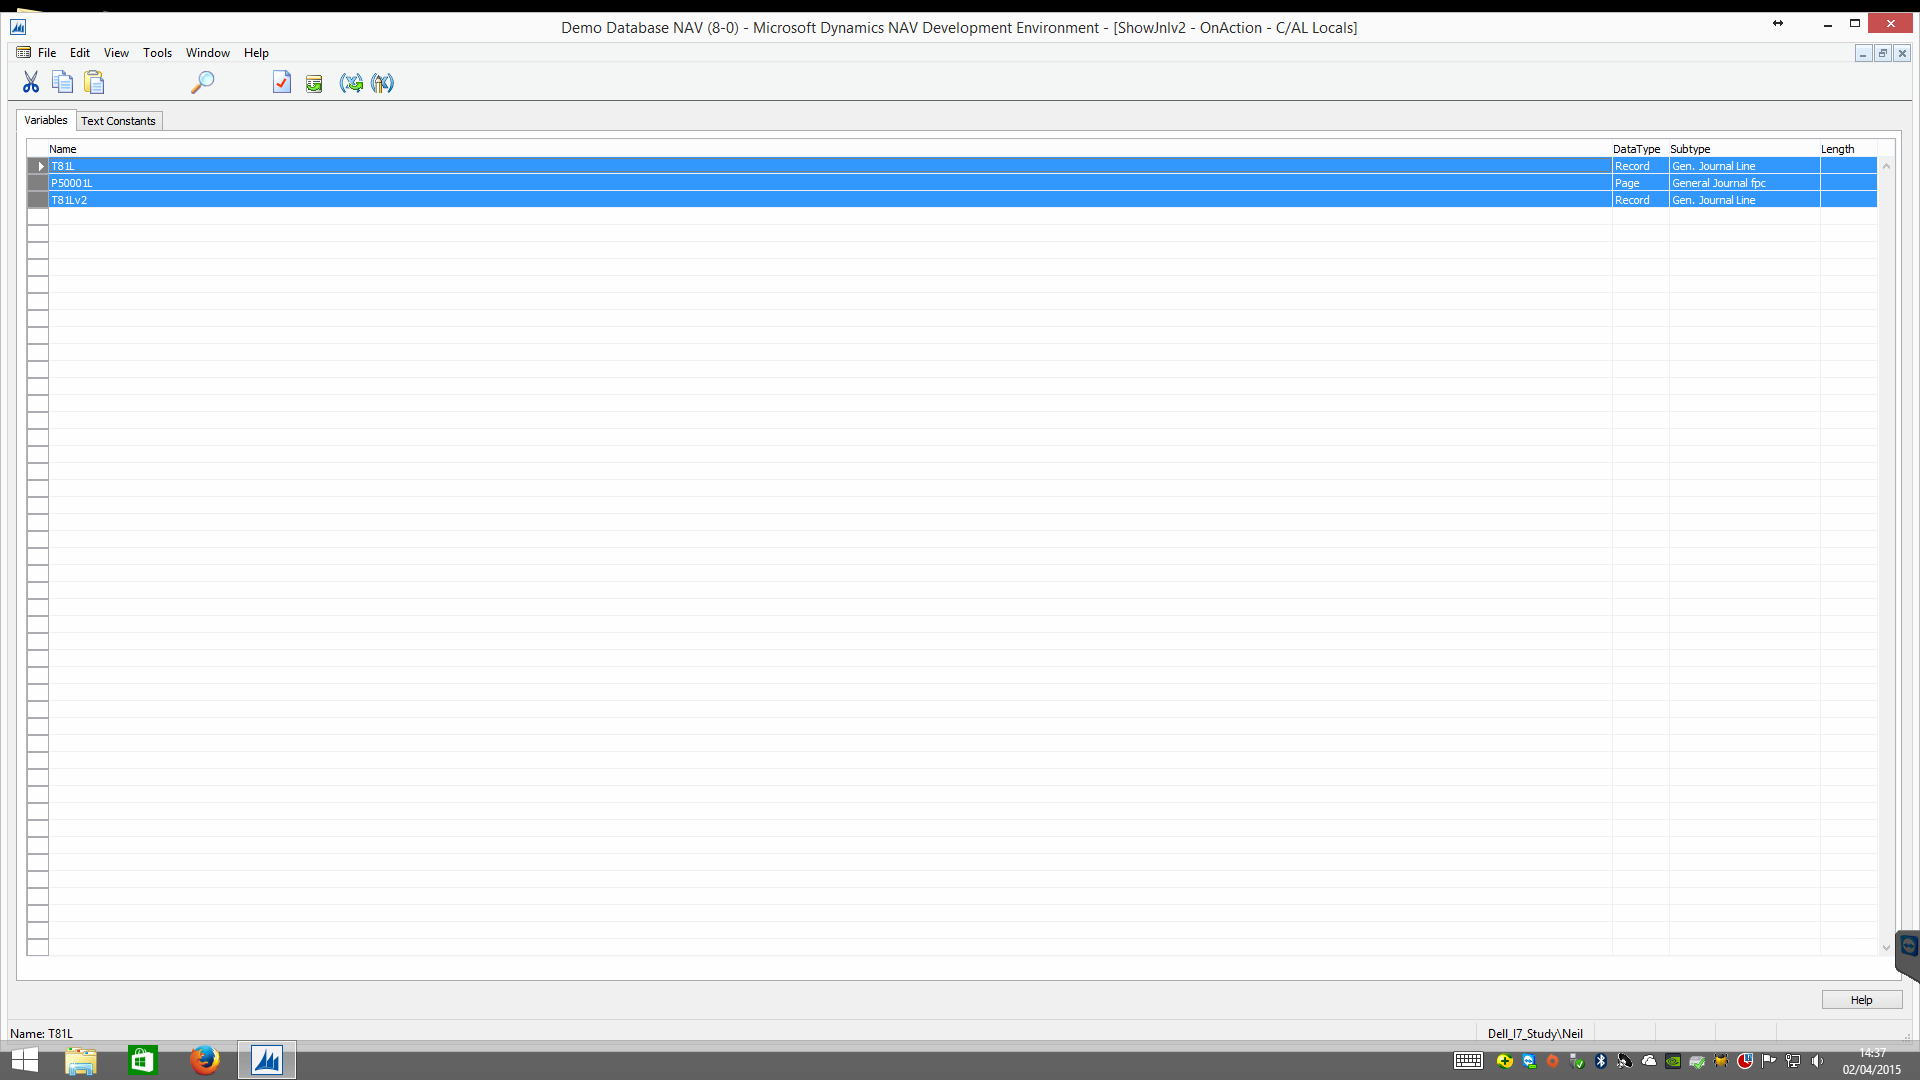 Demo Database NAV (8-0) - Microsoft Dynamics NAV Development Environment - [ShowJnlv2 - OnAction - C/AL Locals]
File Edit View Tools Window Help
Variables Text Constants
Name DataType Subtype Length
T81L Record Gen. Journal Line
P50001L Page General Journal fpc
T81Lv2 Record Gen. Journal Line
Help
Name: T81L Dell_I7_Study\Neil
14:37
02/04/2015